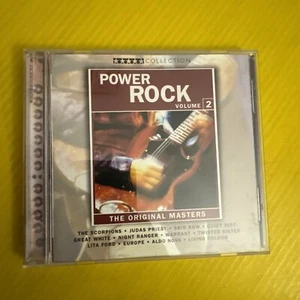 ★★★★★ COLLECTION
POWER
ROCK
VOLUME 2
THE ORIGINAL MASTERS
THE SCORPIONS • JUDAS PRIEST • SKID ROW • QUIET RIOT
GREAT WHITE • NIGHT RANGER • WARRANT • TWISTED SISTER
LITA FORD • EUROPE • ALDO NOVA • LIVING COLOUR